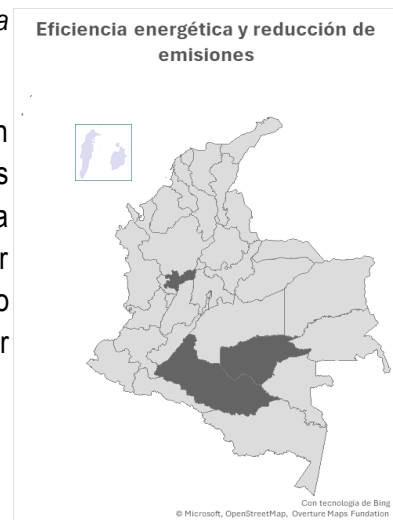 a
n
s
a
r
o
r
Eficiencia energética y reducción de
emisiones
Con tecnología de Bing
© Microsoft, OpenStreetMap, Overture Maps Fundation